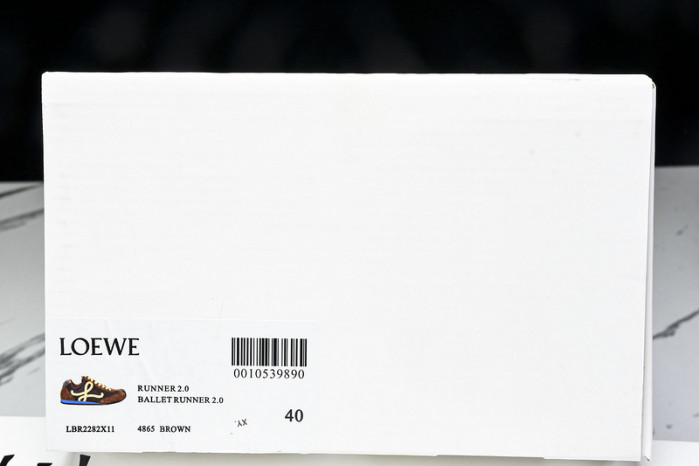 LOEWE
0010539890
RUNNER 2.0
BALLET RUNNER 2.0
40
LBR2282X11 4865 BROWN